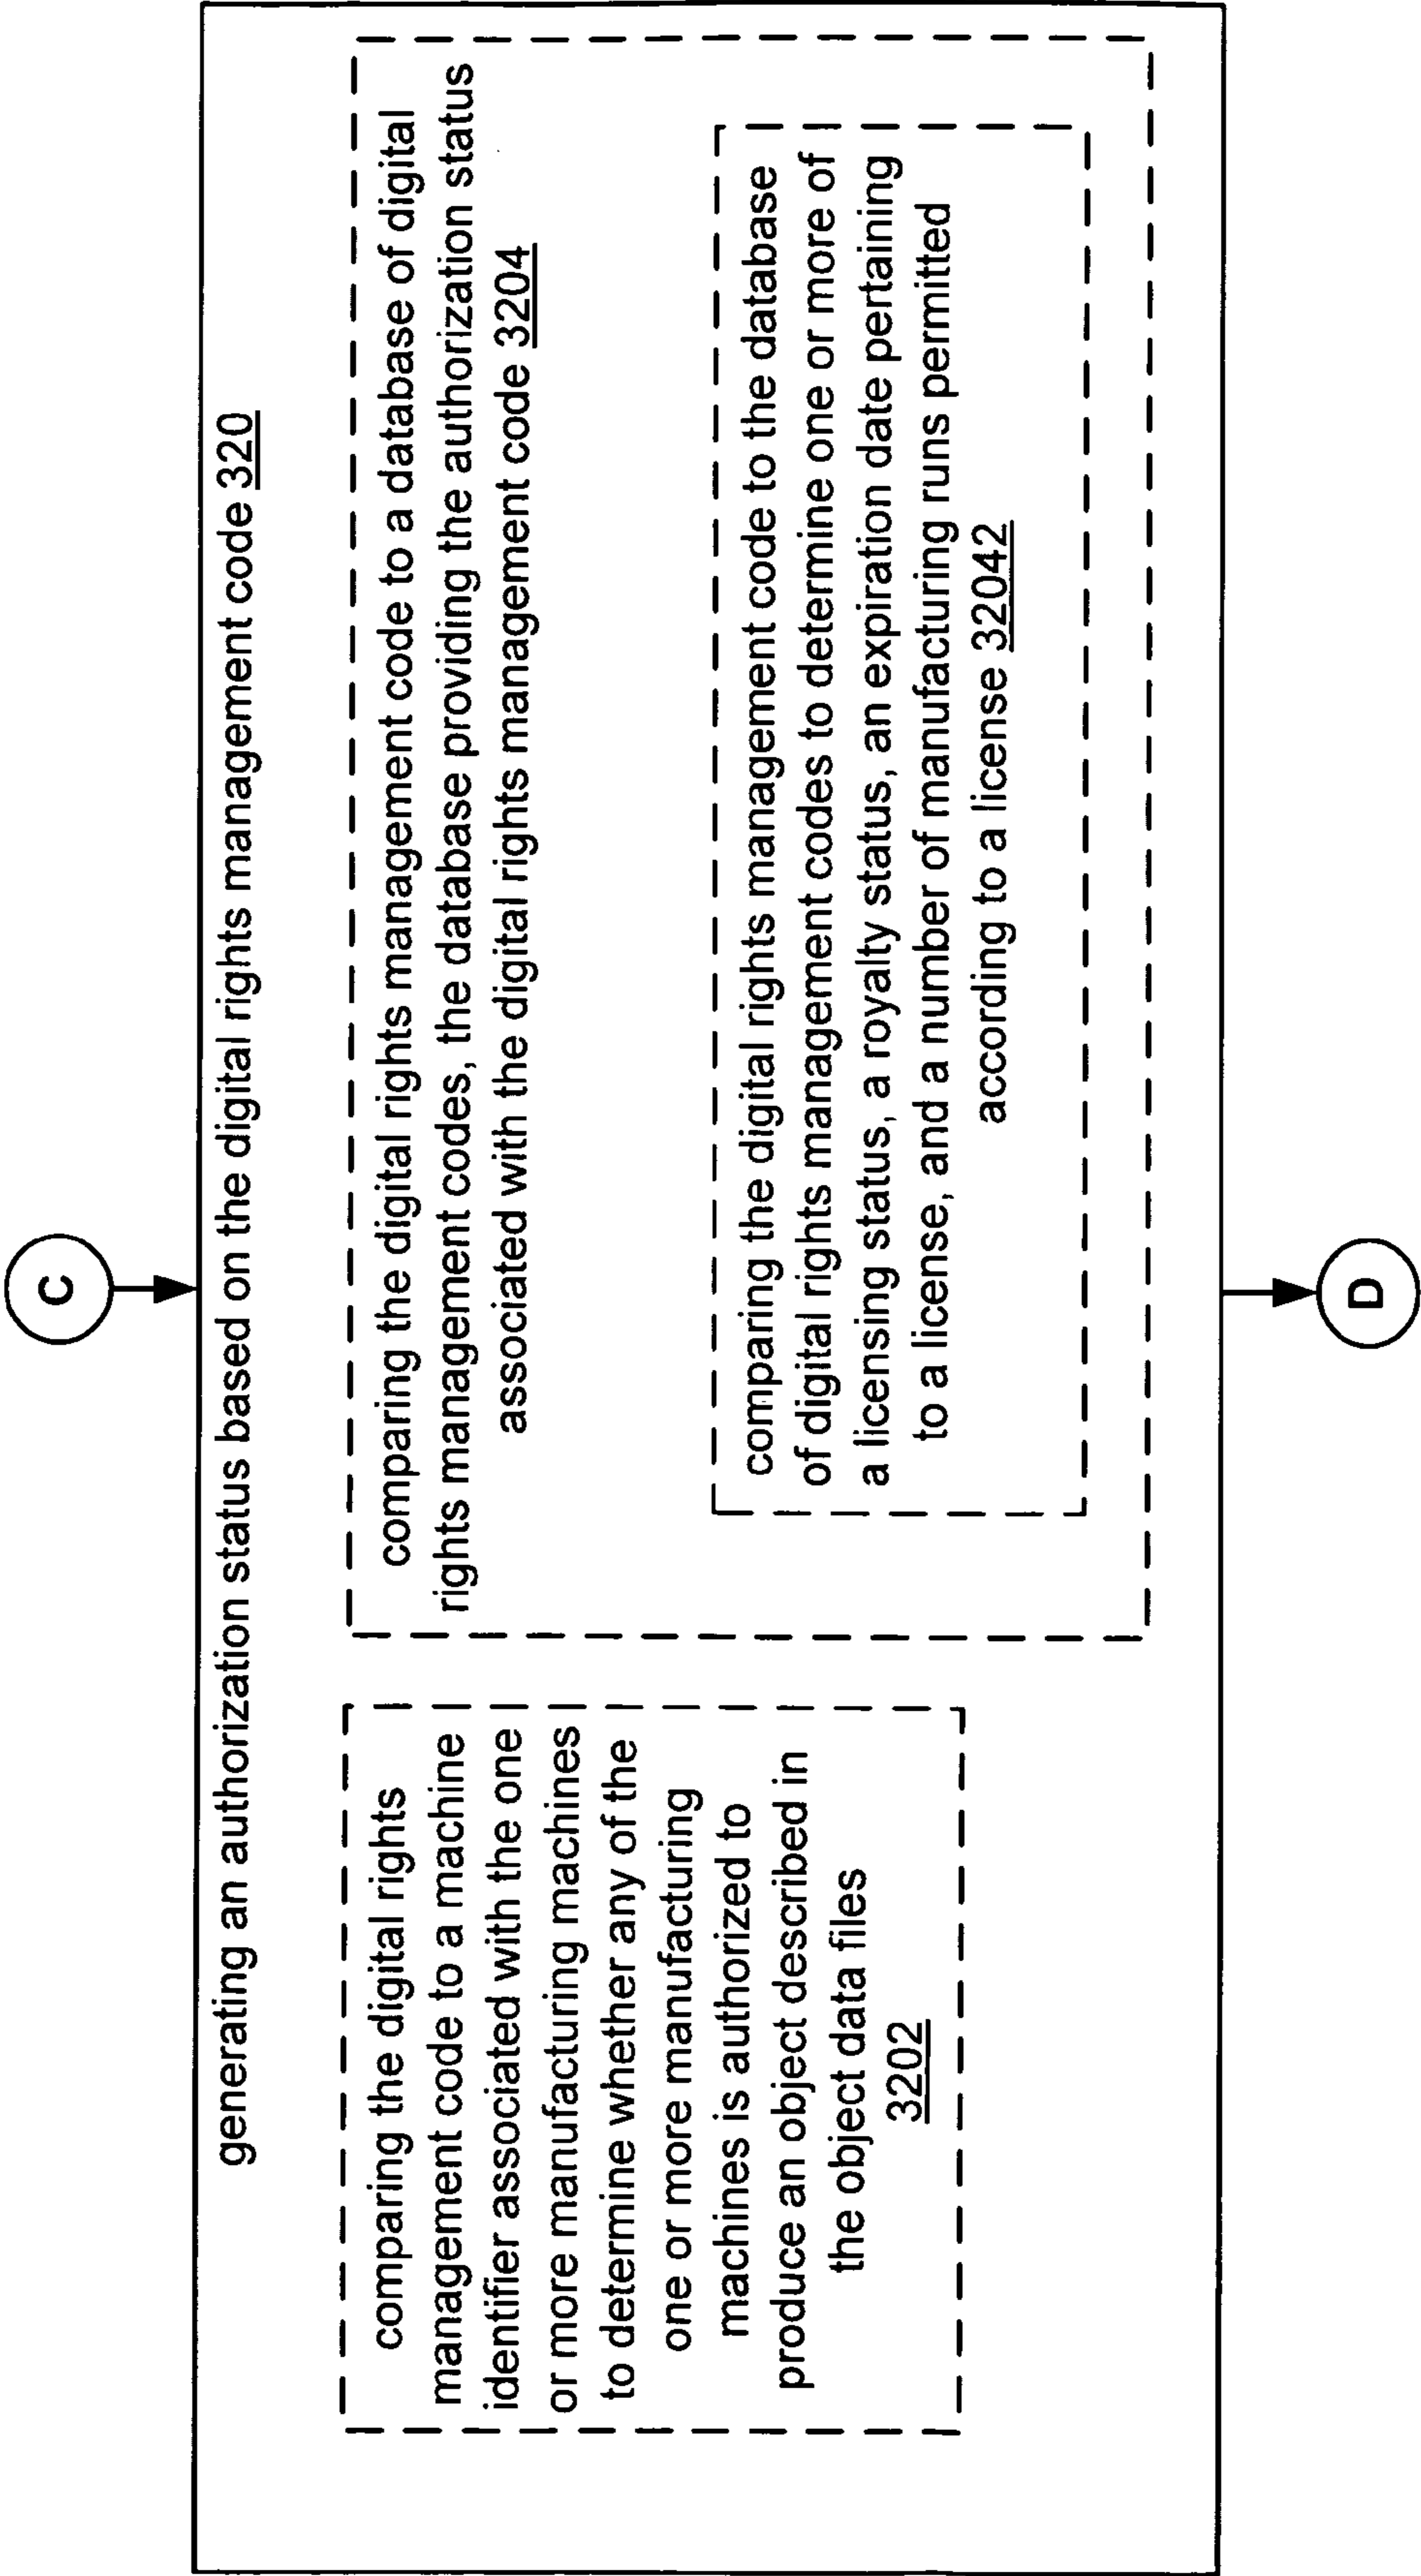 C
generating an authorization status based on the digital rights management code 320
comparing the digital rights
management code to a machine
identifier associated with the one
or more manufacturing machines
to determine whether any of the
one or more manufacturing
machines is authorized to
produce an object described in
the object data files
3202
comparing the digital rights management code to a database of digital
rights management codes, the database providing the authorization status
associated with the digital rights management code 3204
comparing the digital rights management code to the database
of digital rights management codes to determine one or more of
a licensing status, a royalty status, an expiration date pertaining
to a license, and a number of manufacturing runs permitted
according to a license 32042
D